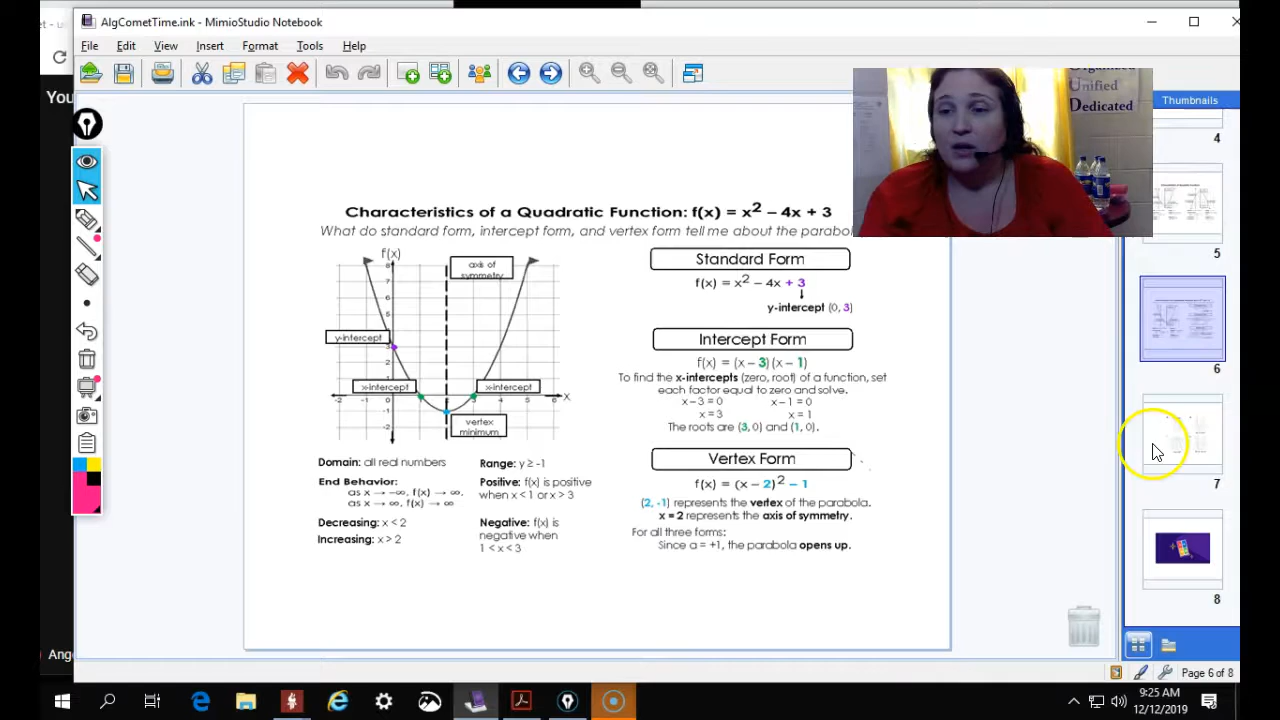 AlgCometTime.ink - MimioStudio Notebook
File Edit View Insert Format Tools Help
You
Unified
Dedicated
Thumbnails
4
5
6
7
8
Characteristics of a Quadratic Function: f(x) = x² – 4x + 3
What do standard form, intercept form, and vertex form tell me about the
f(x)
axis of
symmetry
y-intercept
x-intercept
x-intercept
x
vertex
minimum
Domain: all real numbers
End Behavior:
as x → -∞, f(x) → ∞,
as x → ∞, f(x) → ∞
Decreasing: x < 2
Increasing: x > 2
Range: y ≥ -1
Positive: f(x) is positive
when x < 1 or x > 3
Negative: f(x) is
negative when
1 < x < 3
Standard Form
f(x) = x² – 4x + 3
y-intercept (0, 3)
Intercept Form
f(x) = (x – 3)(x – 1)
To find the x-intercepts (zero, root) of a function, set
each factor equal to zero and solve.
x – 3 = 0 x – 1 = 0
x = 3 x = 1
The roots are (3, 0) and (1, 0).
Vertex Form
f(x) = (x – 2)² – 1
(2, -1) represents the vertex of the parabola.
x = 2 represents the axis of symmetry.
For all three forms:
Since a = +1, the parabola opens up.
Page 6 of 8
9:25 AM
12/12/2019